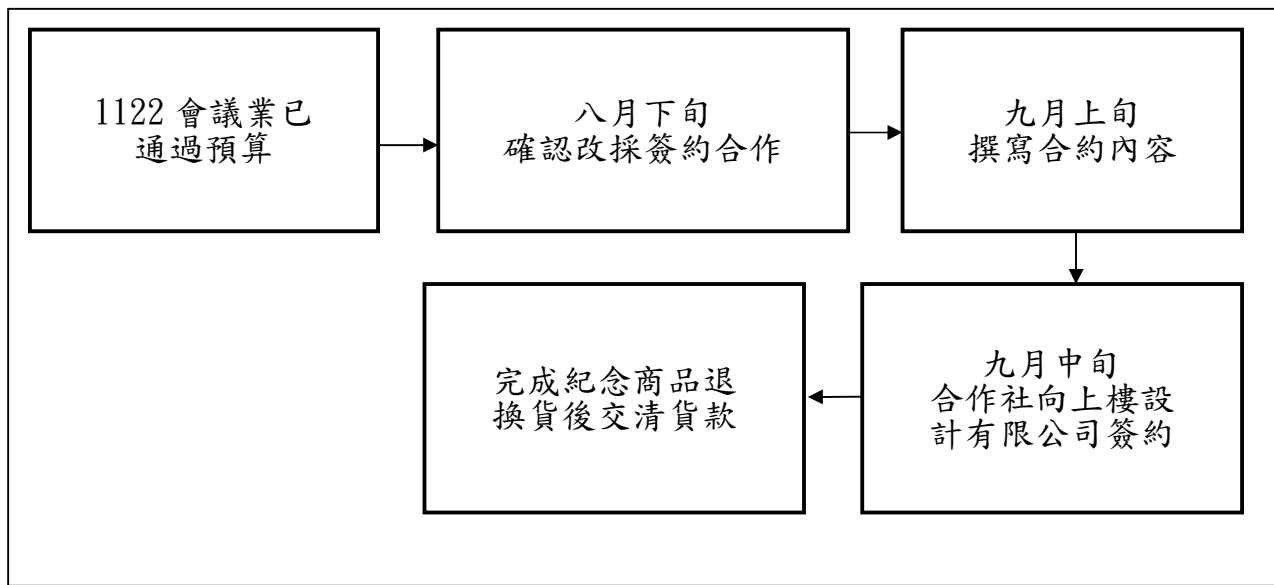 1122 會議業已
通過預算
八月下旬
確認改採簽約合作
九月上旬
撰寫合約內容
九月中旬
合作社向上樓設
計有限公司簽約
完成紀念商品退
換貨後交清貨款